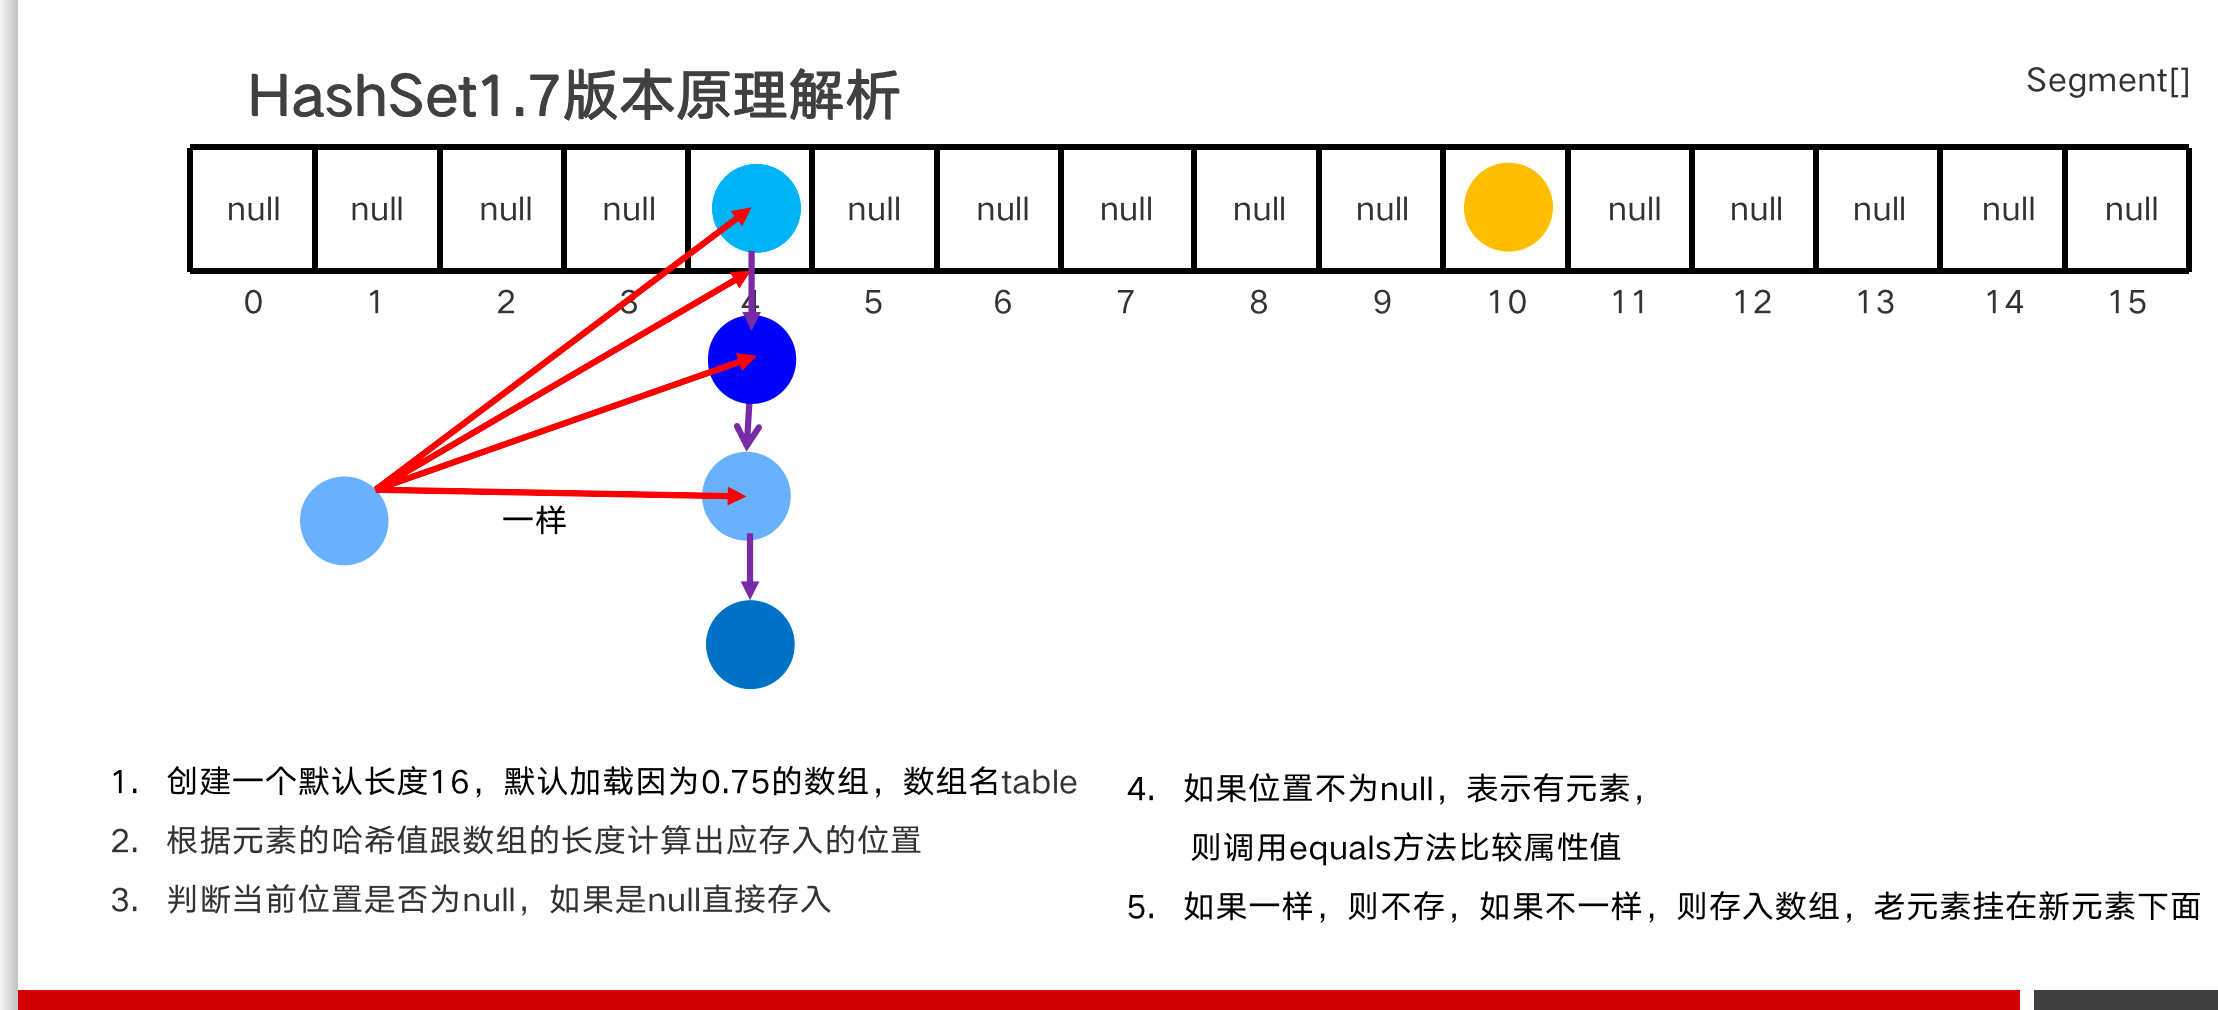 HashSet1.7版本原理解析
Segment[]
null null null null null null null null null null null null null null
0 1 2 3 4 5 6 7 8 9 10 11 12 13 14 15
一样
1. 创建一个默认长度16，默认加载因为0.75的数组，数组名table
2. 根据元素的哈希值跟数组的长度计算出应存入的位置
3. 判断当前位置是否为null，如果是null直接存入
4. 如果位置不为null，表示有元素，
则调用equals方法比较属性值
5. 如果一样，则不存，如果不一样，则存入数组，老元素挂在新元素下面